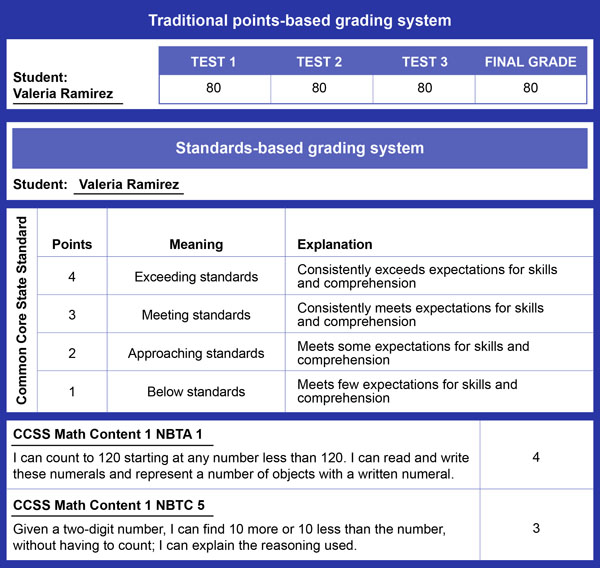 Traditional points-based grading system
Student:
Valeria Ramirez
TEST 1 TEST 2 TEST 3 FINAL GRADE
80 80 80 80
Standards-based grading system
Student: Valeria Ramirez
Common Core State Standard
Points Meaning Explanation
4 Exceeding standards Consistently exceeds expectations for skills
and comprehension
3 Meeting standards Consistently meets expectations for skills
and comprehension
2 Approaching standards Meets some expectations for skills and
comprehension
1 Below standards Meets few expectations for skills and
comprehension
CCSS Math Content 1 NBTA 1
I can count to 120 starting at any number less than 120. I can read and write
these numerals and represent a number of objects with a written numeral.
4
CCSS Math Content 1 NBTC 5
Given a two-digit number, I can find 10 more or 10 less than the number,
without having to count; I can explain the reasoning used.
3